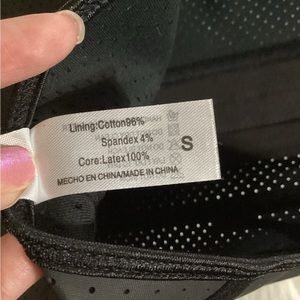 Lining:Cotton96%
Spandex 4%
Core:Latex100%
S
MECHO EN CHINA/MADE IN CHINA